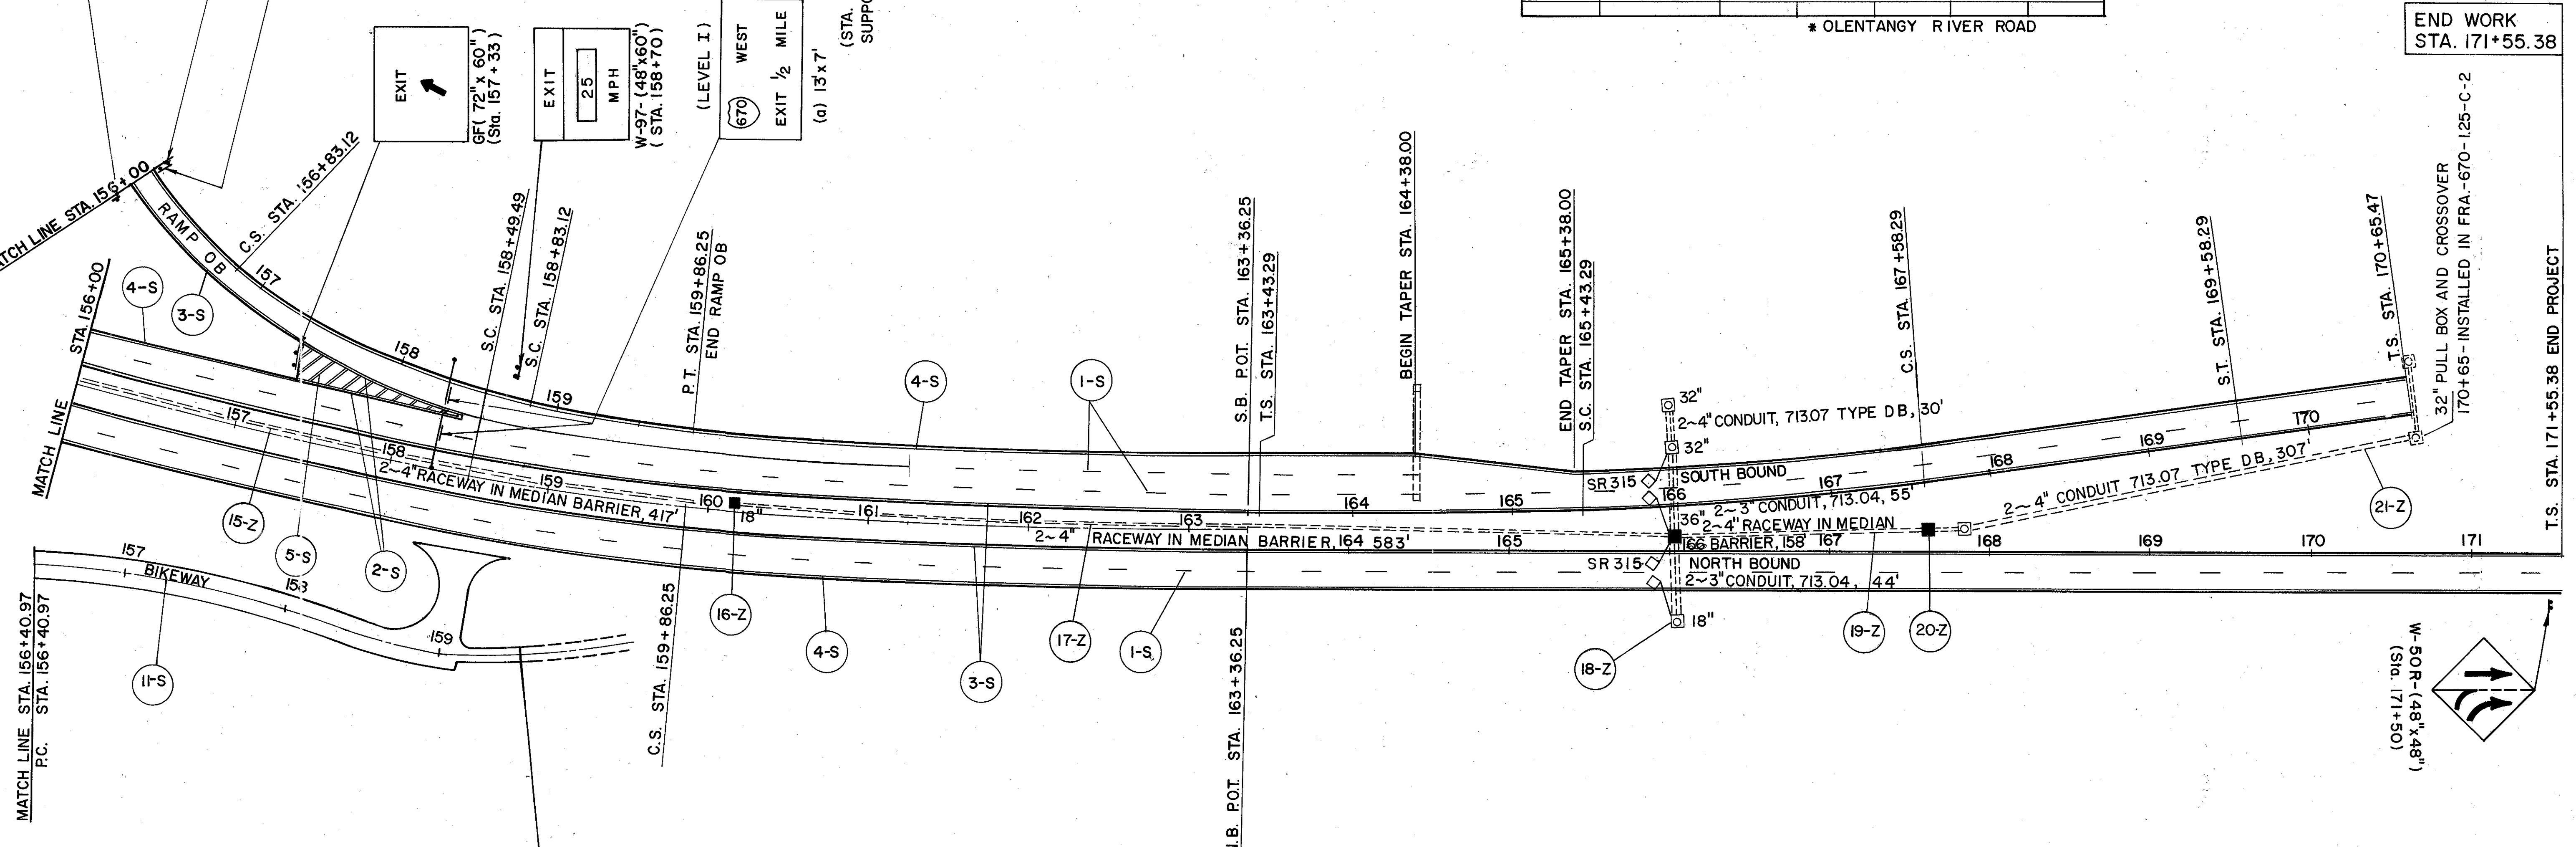 * OLENTANGY RIVER ROAD
END WORK
STA. 171+55.38
EXIT
GF( 72" x 60" )
(Sta. 157 + 33)
EXIT
25
MPH
W-97-(48"x60")
( STA. 158+70)
(LEVEL I)
670 WEST
EXIT 1/2 MILE
(a) 13'x 7'
(STA.
MATCH LINE STA. 156+00
RAMP OB
C.S. STA. 156+83.12
157
158
159
4-S
3-S
STA. 156+00
MATCH LINE
S.C. STA. 158+49.49
S.C. STA. 158+83.12
P.T. STA. 159+86.25
END RAMP OB
4-S
1-S
S.B. P.O.T. STA. 163+36.25
T.S. STA. 163+43.29
BEGIN TAPER STA. 164+38.00
END TAPER STA. 165+38.00
S.C. STA. 165+43.29
C.S. STA. 167+58.29
S.T. STA. 169+58.29
T.S. STA. 170+65.47
32" PULL BOX AND CROSSOVER
170+65-INSTALLED IN FRA.-670-1.25-C-2
T.S. STA. 171+55.38 END PROJECT
32"
2~4" CONDUIT, 713.07 TYPE DB, 30'
32"
SR 315
SOUTH BOUND
157
158
159
160
161
162
163
164
165
166
167
168
169
170
2~4" RACEWAY IN MEDIAN BARRIER, 417'
18"
2~4" RACEWAY IN MEDIAN BARRIER, 583'
36"
2~3" CONDUIT, 713.04, 55'
2~4" RACEWAY IN MEDIAN
BARRIER, 158'
2~4" CONDUIT 713.07 TYPE DB, 307'
164
165
166
167
168
169
170
171
SR 315
NORTH BOUND
2~3" CONDUIT, 713.04, 44'
18"
15-Z
5-S
2-S
16-Z
4-S
3-S
17-Z
1-S
18-Z
19-Z
20-Z
21-Z
157
BIKEWAY
158
159
11-S
MATCH LINE STA. 156+40.97
P.C. STA. 156+40.97
C.S. STA. 159+86.25
P.O.T. STA. 163+36.25
W-50R-(48"x48")
(Sta. 171+50)